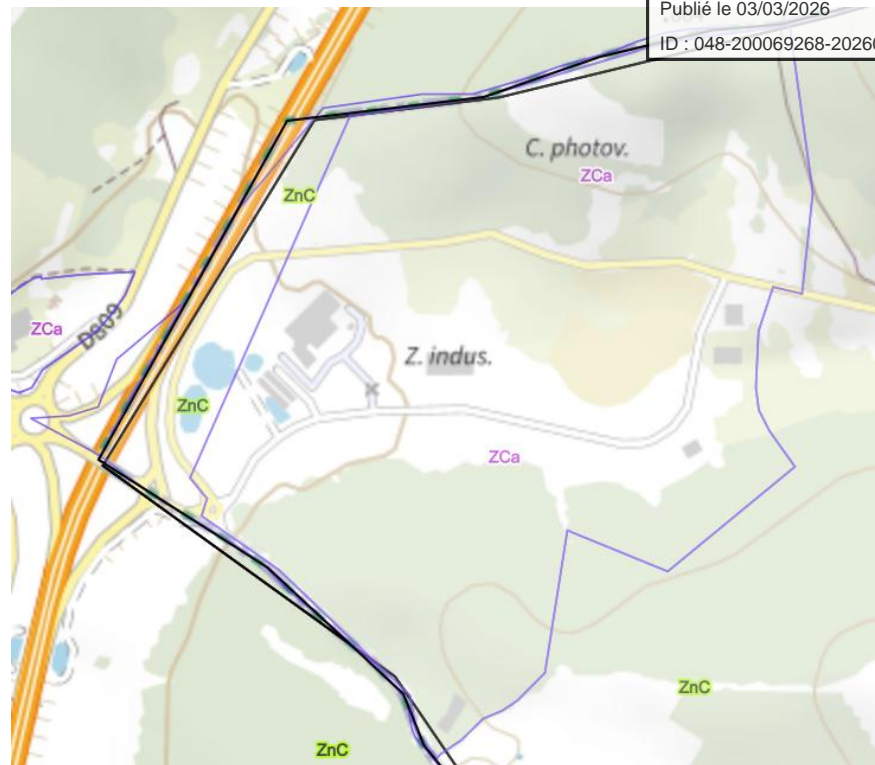 Publié le 03/03/2026
ID : 048-200069268-2026
C. photov.
ZCa
ZnC
D809
ZCa
Z. indus.
ZnC
ZCa
ZnC
ZnC